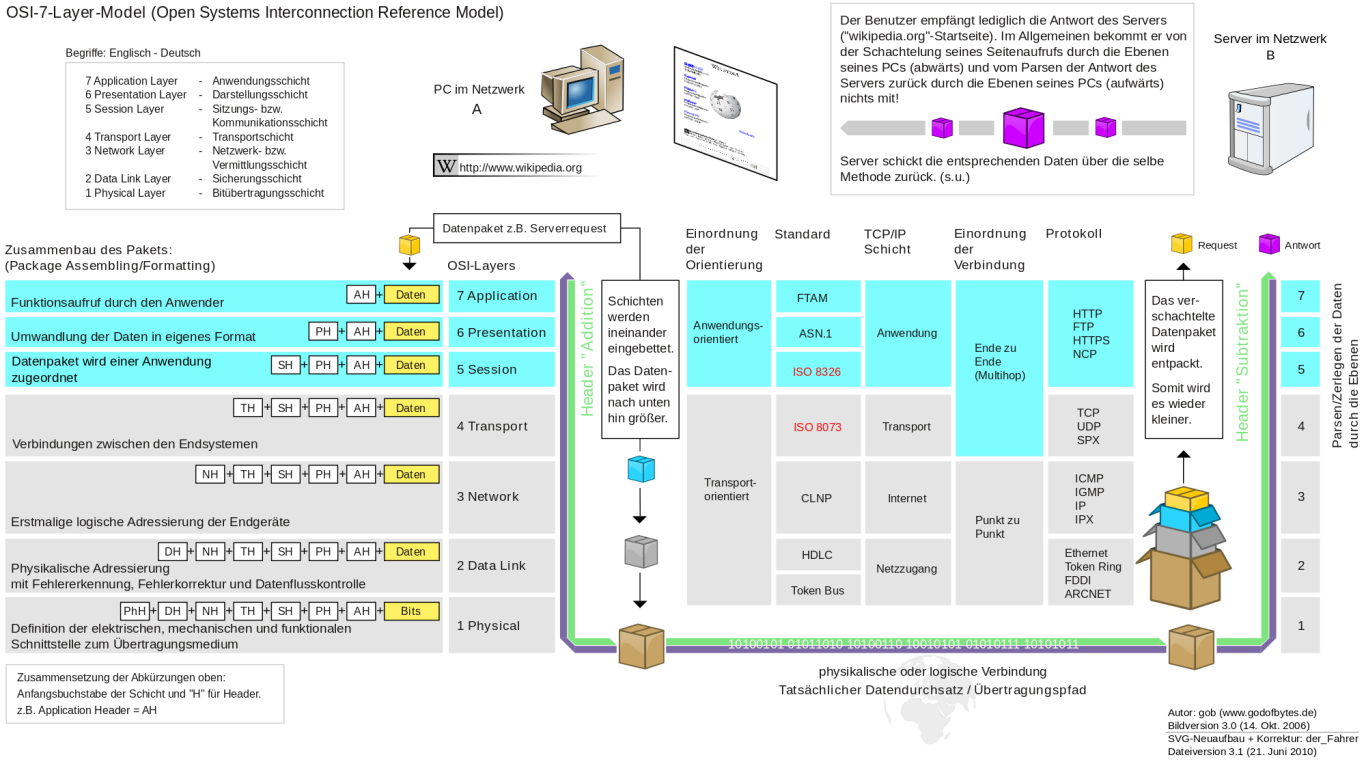 OSI-7-Layer-Model (Open Systems Interconnection Reference Model)
Begriffe: Englisch - Deutsch
7 Application Layer - Anwendungsschicht
6 Presentation Layer - Darstellungsschicht
5 Session Layer - Sitzungs- bzw.
Kommunikationsschicht
4 Transport Layer - Transportschicht
3 Network Layer - Netzwerk- bzw.
Vermittlungsschicht
2 Data Link Layer - Sicherungsschicht
1 Physical Layer - Bitübertragungsschicht
PC im Netzwerk
A
W http://www.wikipedia.org
WIKIPEDIA
Der Benutzer empfängt lediglich die Antwort des Servers
("wikipedia.org"-Startseite). Im Allgemeinen bekommt er von
der Schachtelung seines Seitenaufrufs durch die Ebenen
seines PCs (abwärts) und vom Parsen der Antwort des
Servers zurück durch die Ebenen seines PCs (aufwärts)
nichts mit!
Server schickt die entsprechenden Daten über die selbe
Methode zurück. (s.u.)
Server im Netzwerk
B
Zusammenbau des Pakets:
(Package Assembling/Formatting)
Datenpaket z.B. Serverrequest
OSI-Layers
Einordnung
der
Orientierung
Standard
TCP/IP
Schicht
Einordnung
der
Verbindung
Protokoll
Request
Antwort
Funktionsaufruf durch den Anwender
AH + Daten
7 Application
Umwandlung der Daten in eigenes Format
PH + AH + Daten
6 Presentation
Datenpaket wird einer Anwendung
zugeordnet
SH + PH + AH + Daten
5 Session
TH + SH + PH + AH + Daten
Verbindungen zwischen den Endsystemen
4 Transport
NH + TH + SH + PH + AH + Daten
Erstmalige logische Adressierung der Endgeräte
3 Network
DH + NH + TH + SH + PH + AH + Daten
Physikalische Adressierung
mit Fehlererkennung, Fehlerkorrektur und Datenflusskontrolle
2 Data Link
PhH + DH + NH + TH + SH + PH + AH + Bits
Definition der elektrischen, mechanischen und funktionalen
Schnittstelle zum Übertragungsmedium
1 Physical
Header "Addition"
Schichten
werden
ineinander
eingebettet.
Das Daten-
paket wird
nach unten
hin größer.
Anwendungs-
orientiert
Transport-
orientiert
FTAM
ASN.1
ISO 8326
ISO 8073
CLNP
HDLC
Token Bus
Anwendung
Transport
Internet
Netzzugang
Ende zu
Ende
(Multihop)
Punkt zu
Punkt
HTTP
FTP
HTTPS
NCP
TCP
UDP
SPX
ICMP
IGMP
IP
IPX
Ethernet
Token Ring
FDDI
ARCNET
Das ver-
schachtelte
Datenpaket
wird
entpackt.
Somit wird
es wieder
kleiner.
Header "Subtraktion"
7
6
5
4
3
2
1
Parsen/Zerlegen der Daten
durch die Ebenen
10100101 01011010 10100110 10010101 01010111 10101011
physikalische oder logische Verbindung
Tatsächlicher Datendurchsatz / Übertragungspfad
Zusammensetzung der Abkürzungen oben:
Anfangsbuchstabe der Schicht und "H" für Header.
z.B. Application Header = AH
Autor: gob (www.godofbytes.de)
Bildversion 3.0 (14. Okt. 2006)
SVG-Neuaufbau + Korrektur: der_Fahrer
Dateiversion 3.1 (21. Juni 2010)